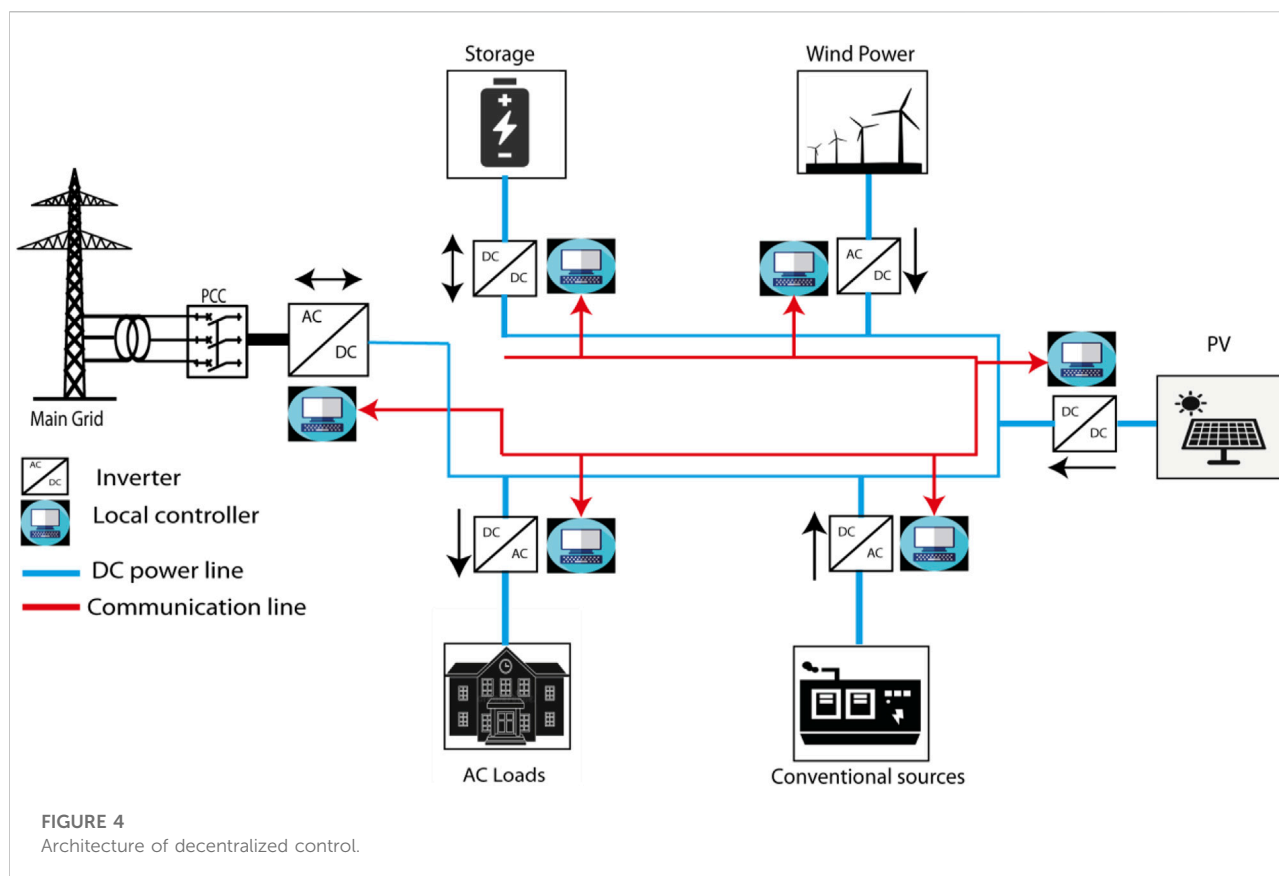 Storage
Wind Power
DC
DC
AC
DC
PCC
AC
DC
PV
DC
DC
Main Grid
AC
DC
Inverter
Local controller
DC
AC
DC
AC
DC power line
Communication line
AC Loads
Conventional sources
FIGURE 4
Architecture of decentralized control.